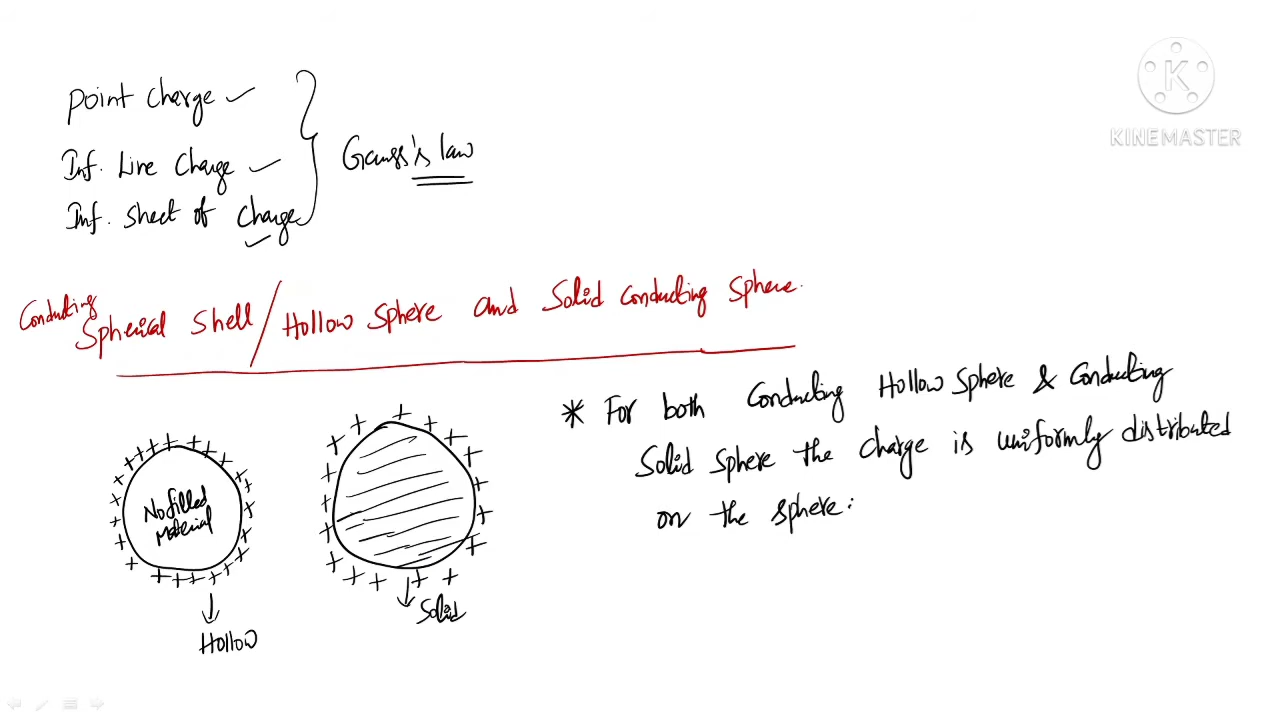 Point Charge
Inf. Line Charge
Inf. Sheet of Charge
Gauss's law
KINEMASTER
Conducting
Spherical Shell / Hollow Sphere and Solid Conducting Sphere.
* For both Conducting Hollow Sphere & Conducting
Solid Sphere the charge is uniformly distributed
on the sphere.
No filled
material
Hollow
Solid